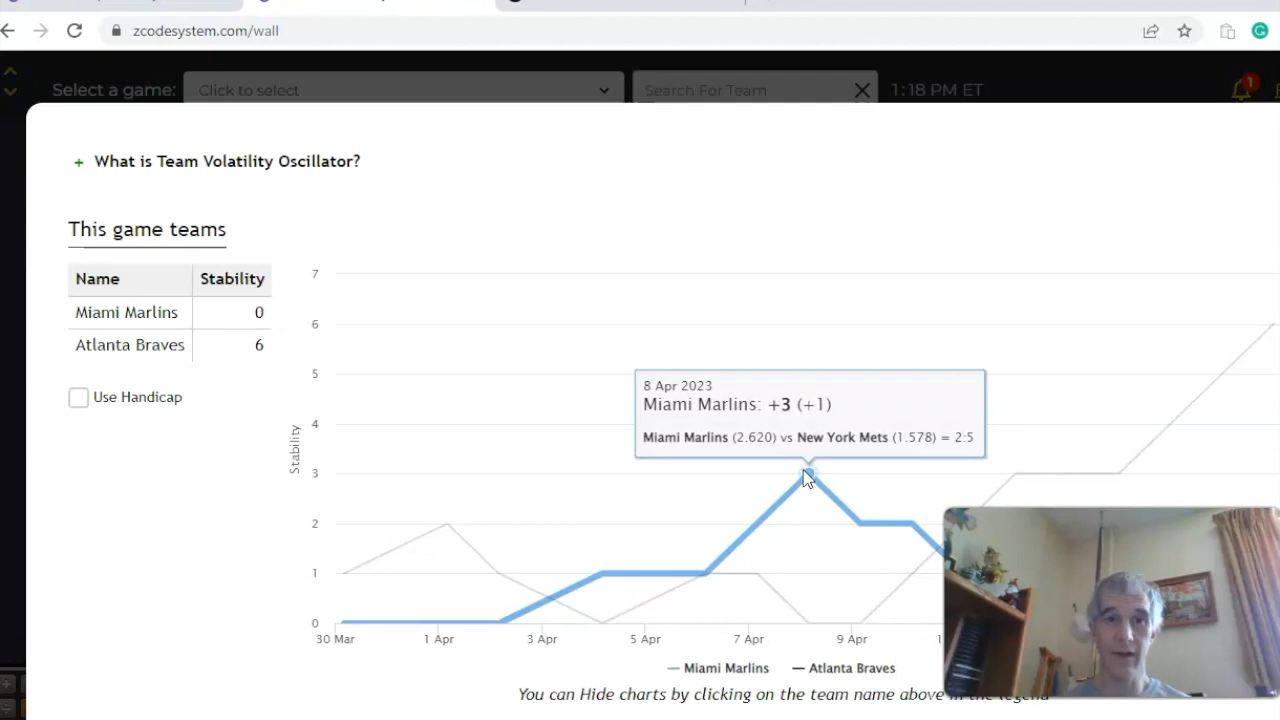 zcodesystem.com/wall
Select a game: Click to select Search For Team 1:18 PM ET
1
+ What is Team Volatility Oscillator?
This game teams
Name Stability
Miami Marlins 0
Atlanta Braves 6
Use Handicap
7
6
5
4
3
2
1
0
Stability
8 Apr 2023
Miami Marlins: +3 (+1)
Miami Marlins (2.620) vs New York Mets (1.578) = 2:5
30 Mar 1 Apr 3 Apr 5 Apr 7 Apr 9 Apr
Miami Marlins Atlanta Braves
You can Hide charts by clicking on the team name above in the legend